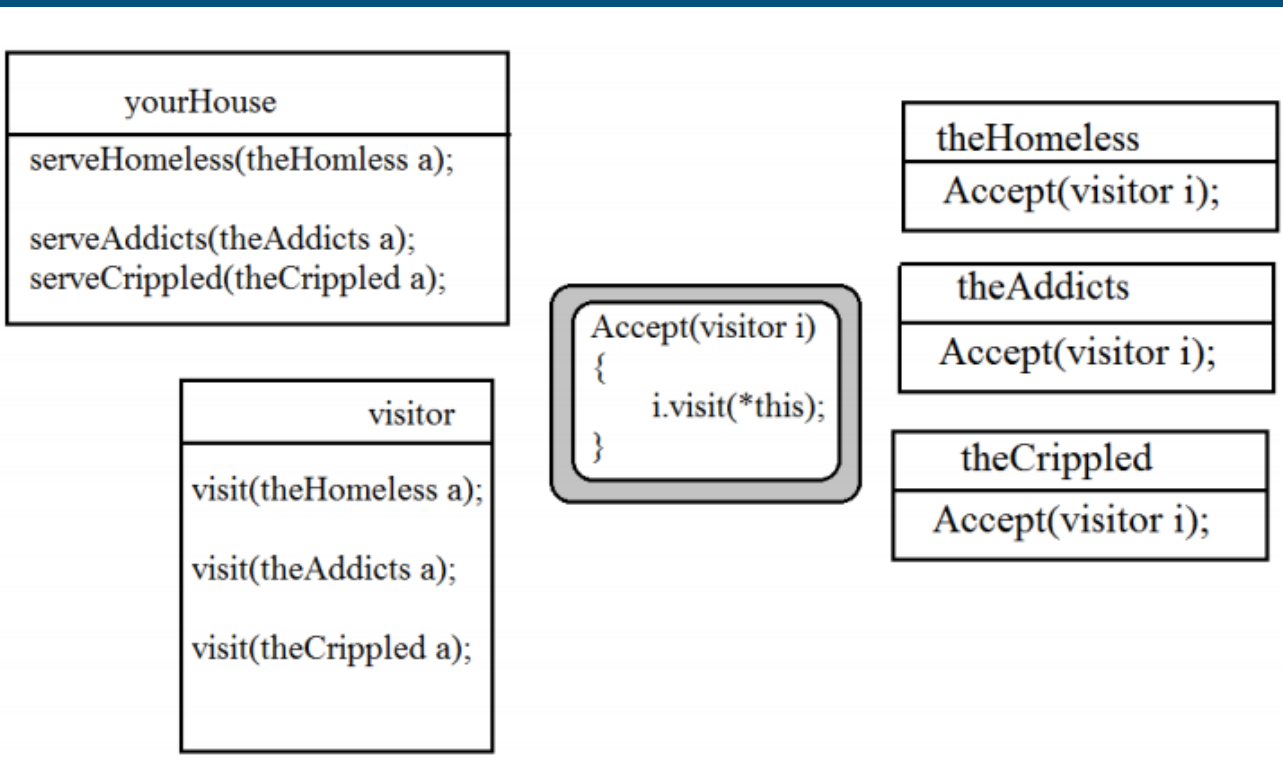 yourHouse
serveHomeless(theHomless a);
serveAddicts(theAddicts a);
serveCrippled(theCrippled a);
visitor
visit(theHomeless a);
visit(theAddicts a);
visit(theCrippled a);
Accept(visitor i)
{
i.visit(*this);
}
theHomeless
Accept(visitor i);
theAddicts
Accept(visitor i);
theCrippled
Accept(visitor i);